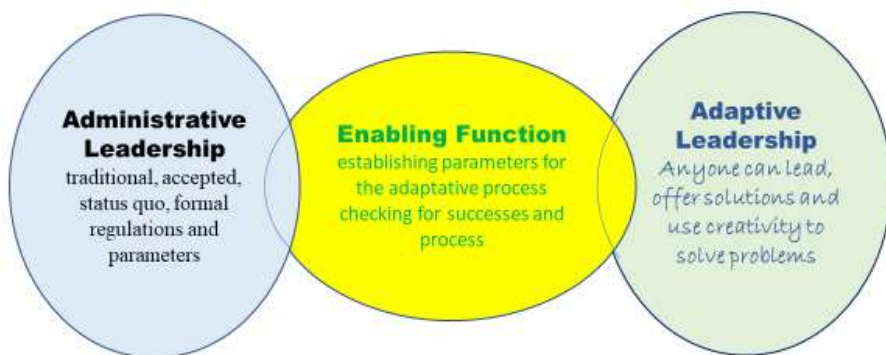 Administrative
Leadership
traditional, accepted,
status quo, formal
regulations and
parameters
Enabling Function
establishing parameters for
the adaptative process
checking for successes and
process
Adaptive
Leadership
Anyone can lead,
offer solutions and
use creativity to
solve problems